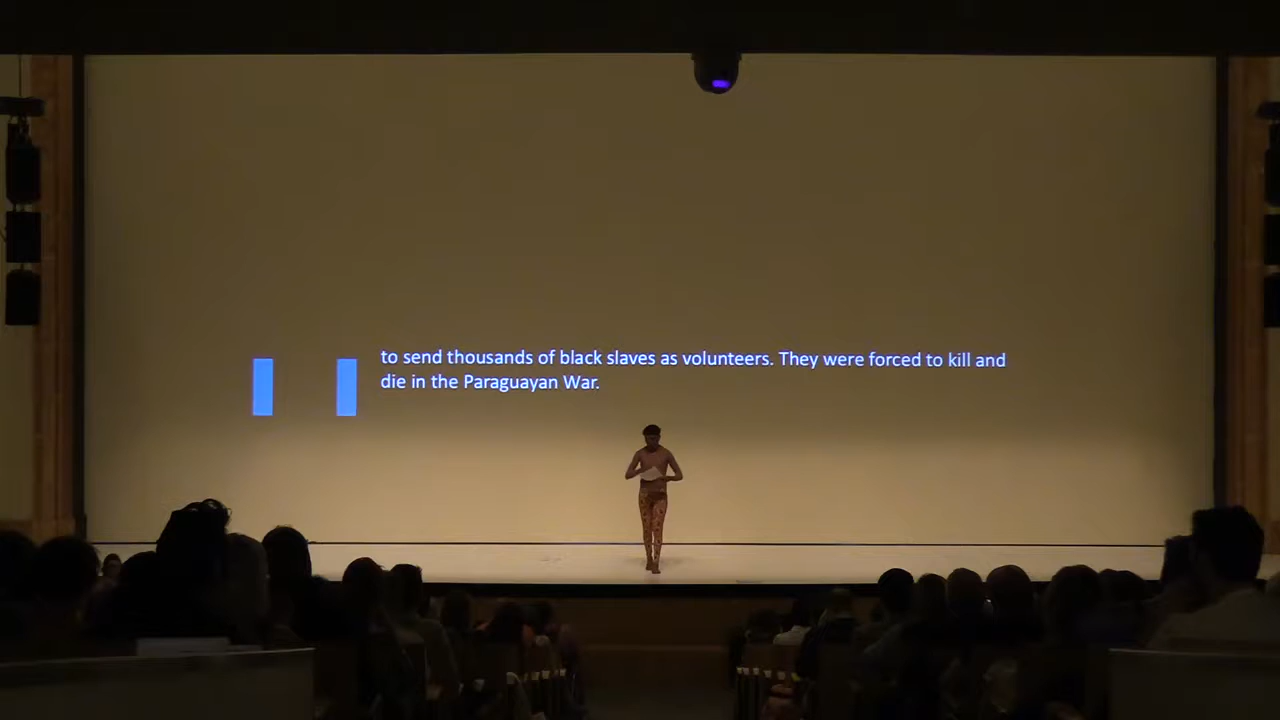 to send thousands of black slaves as volunteers. They were forced to kill and
die in the Paraguayan War.